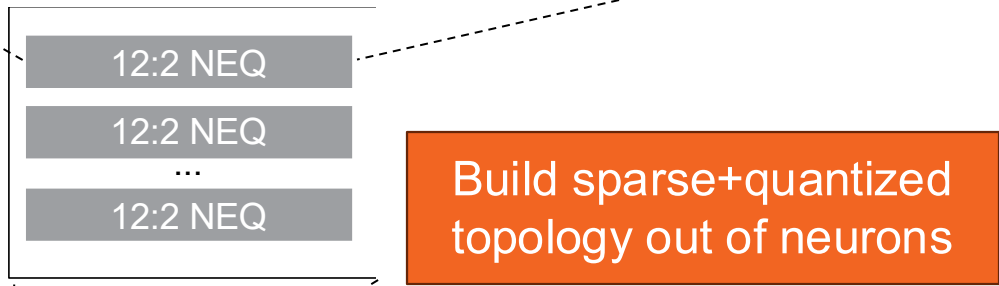 12:2 NEQ
12:2 NEQ
...
12:2 NEQ
Build sparse+quantized
topology out of neurons